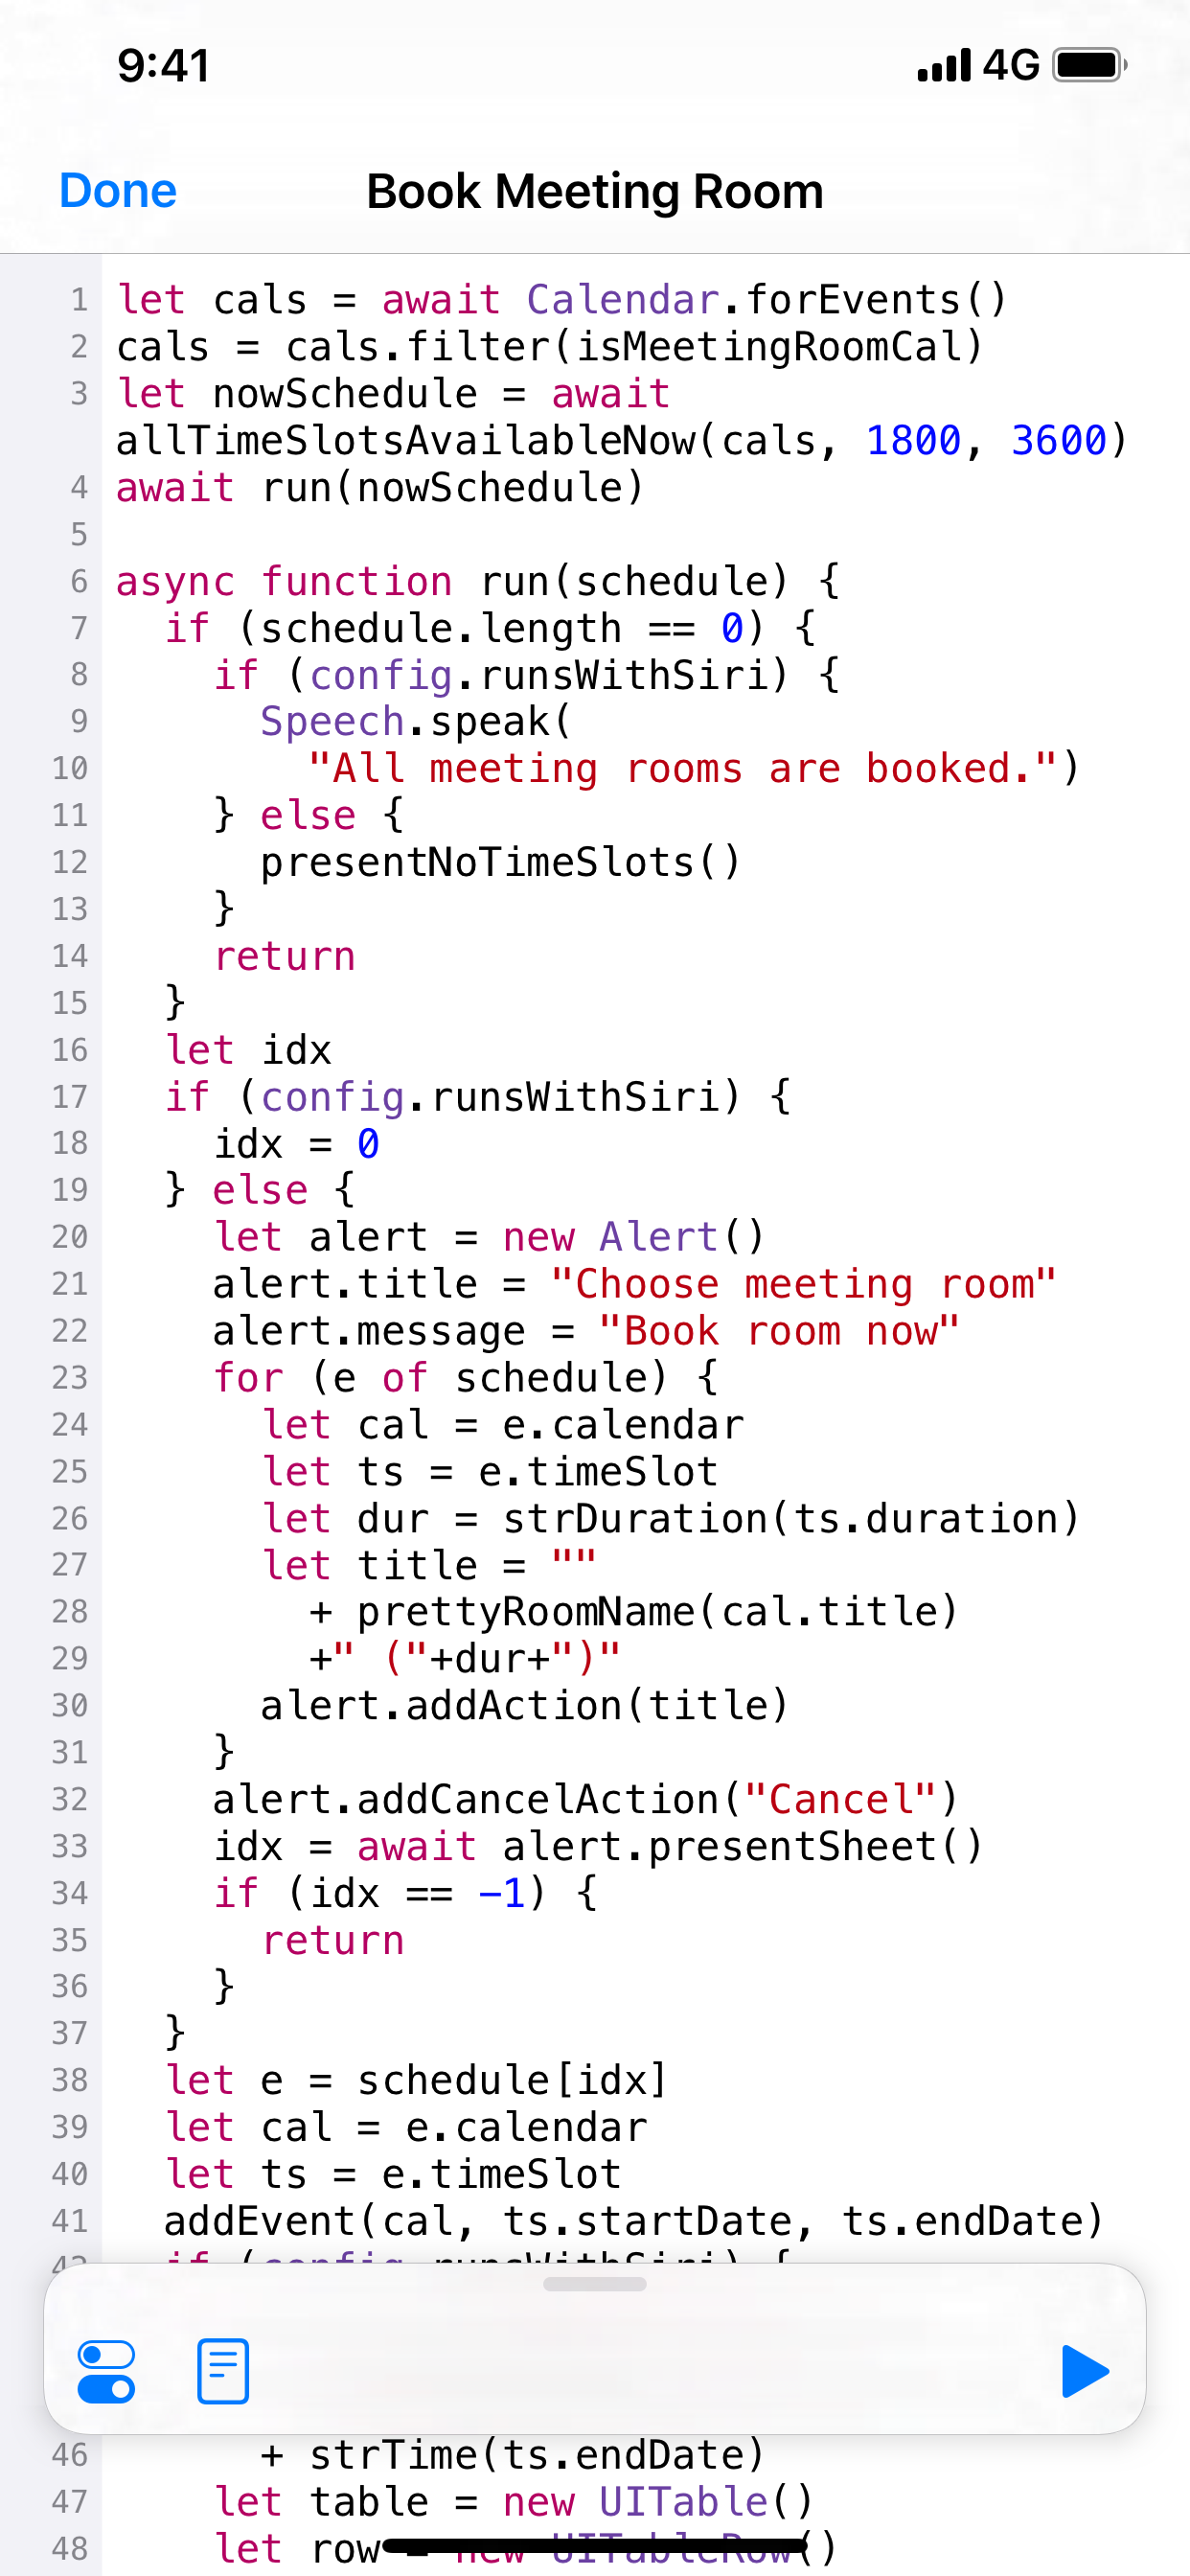 9:41
4G
Done
Book Meeting Room
1 let cals = await Calendar.forEvents()
2 cals = cals.filter(isMeetingRoomCal)
3 let nowSchedule = await
allTimeSlotsAvailableNow(cals, 1800, 3600)
4 await run(nowSchedule)
5
6 async function run(schedule) {
7   if (schedule.length == 0) {
8     if (config.runsWithSiri) {
9       Speech.speak(
10         "All meeting rooms are booked.")
11     } else {
12       presentNoTimeSlots()
13     }
14     return
15   }
16   let idx
17   if (config.runsWithSiri) {
18     idx = 0
19   } else {
20     let alert = new Alert()
21     alert.title = "Choose meeting room"
22     alert.message = "Book room now"
23     for (e of schedule) {
24       let cal = e.calendar
25       let ts = e.timeSlot
26       let dur = strDuration(ts.duration)
27       let title = ""
28         + prettyRoomName(cal.title)
29         +" ("+dur+")"
30       alert.addAction(title)
31     }
32     alert.addCancelAction("Cancel")
33     idx = await alert.presentSheet()
34     if (idx == -1) {
35       return
36     }
37   }
38   let e = schedule[idx]
39   let cal = e.calendar
40   let ts = e.timeSlot
41   addEvent(cal, ts.startDate, ts.endDate)
42   if (config.runsWithSiri) {
46       + strTime(ts.endDate)
47     let table = new UITable()
48     let row = new UITableRow()